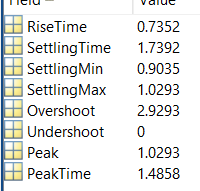 Value
RiseTime 0.7352
SettlingTime 1.7392
SettlingMin 0.9035
SettlingMax 1.0293
Overshoot 2.9293
Undershoot 0
Peak 1.0293
PeakTime 1.4858